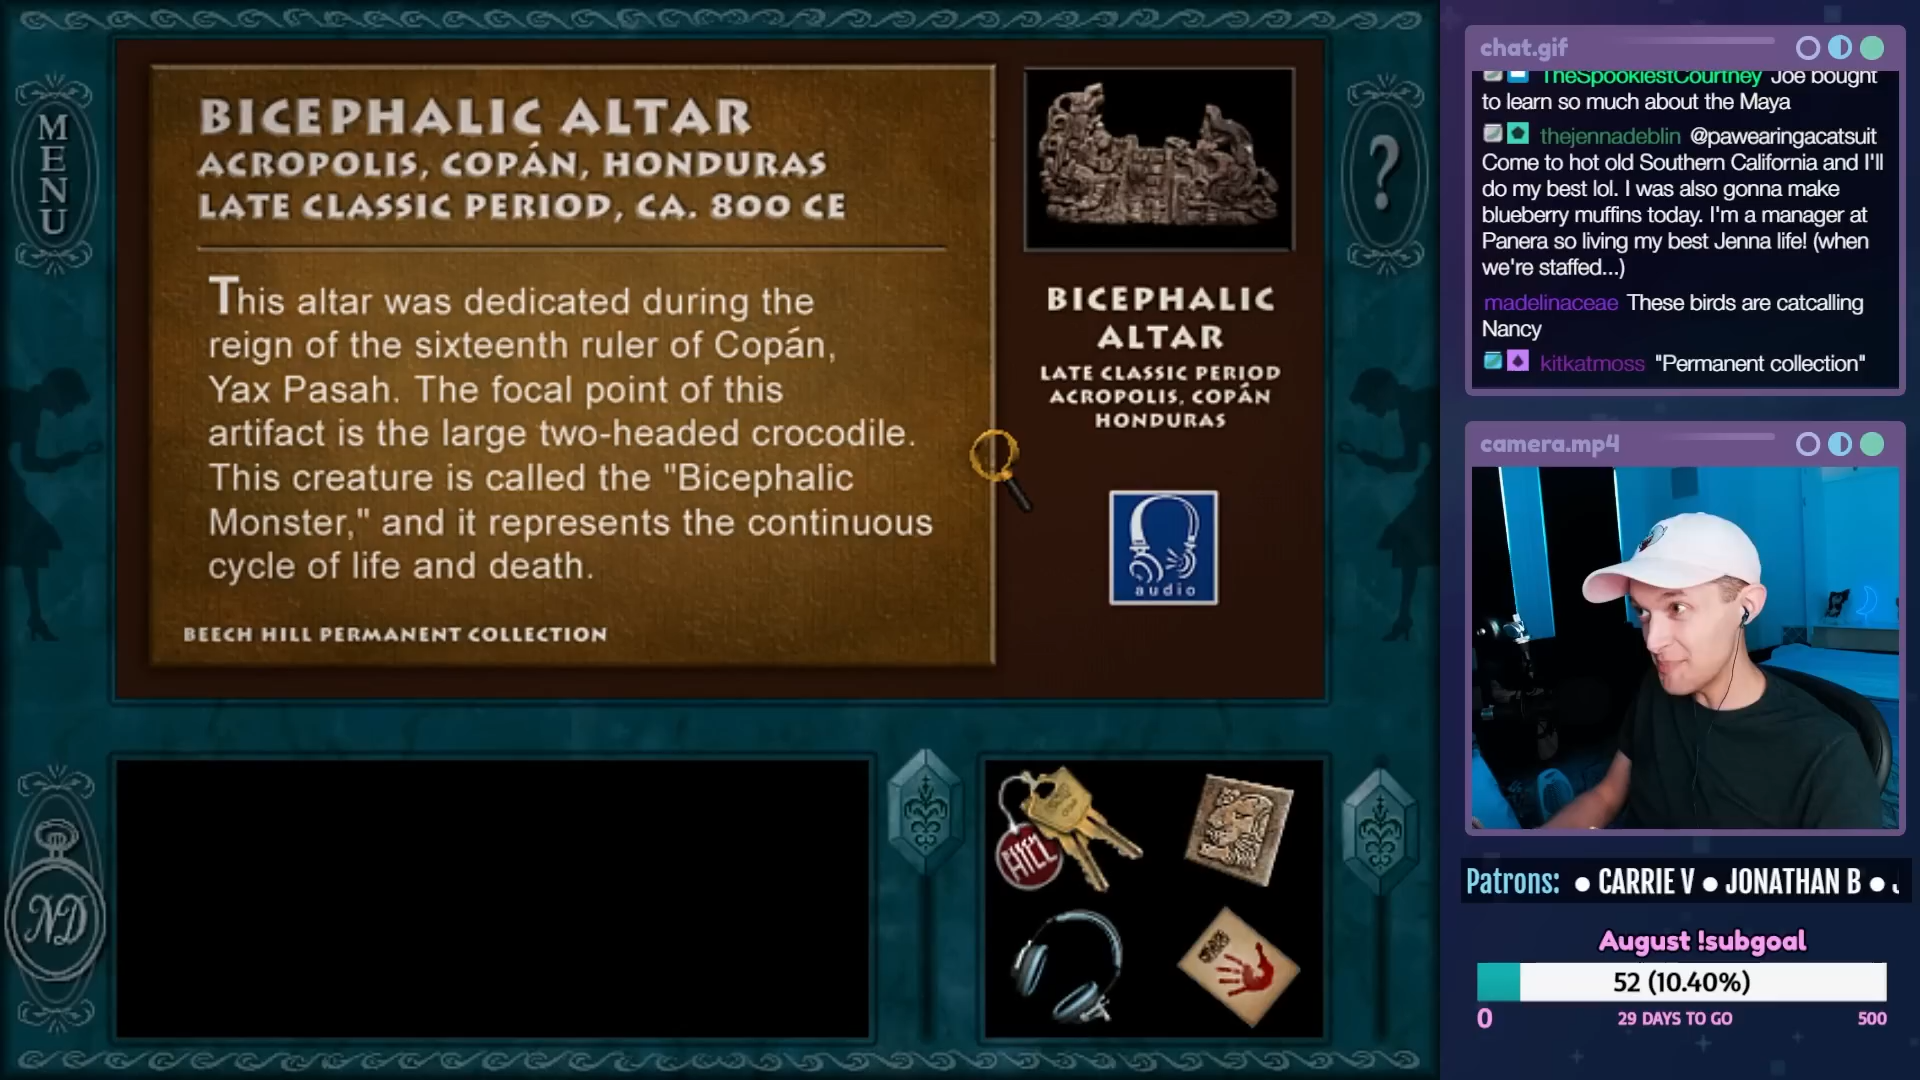 MENU
BICEPHALIC ALTAR
ACROPOLIS, COPÁN, HONDURAS
LATE CLASSIC PERIOD, CA. 800 CE
This altar was dedicated during the
reign of the sixteenth ruler of Copán,
Yax Pasah. The focal point of this
artifact is the large two-headed crocodile.
This creature is called the "Bicephalic
Monster," and it represents the continuous
cycle of life and death.
BEECH HILL PERMANENT COLLECTION
BICEPHALIC
ALTAR
LATE CLASSIC PERIOD
ACROPOLIS, COPÁN
HONDURAS
audio
?
ND
BEECH
HILL
chat.gif
TheSpookiestCourtney Joe bought
to learn so much about the Maya
thejennadeblin @pawearingacatsuit
Come to hot old Southern California and I'll
do my best lol. I was also gonna make
blueberry muffins today. I'm a manager at
Panera so living my best Jenna life! (when
we're staffed...)
madelinaceae These birds are catcalling
Nancy
kitkatmoss "Permanent collection"
camera.mp4
Patrons: ● CARRIE V ● JONATHAN B ●
August !subgoal
52 (10.40%)
0 29 DAYS TO GO 500